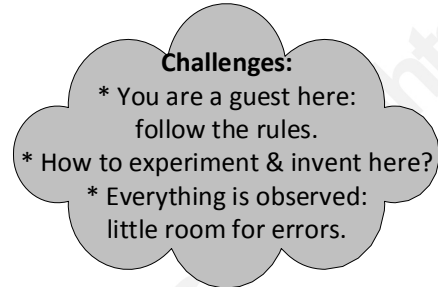 Challenges:
* You are a guest here:
follow the rules.
* How to experiment & invent here?
* Everything is observed:
little room for errors.